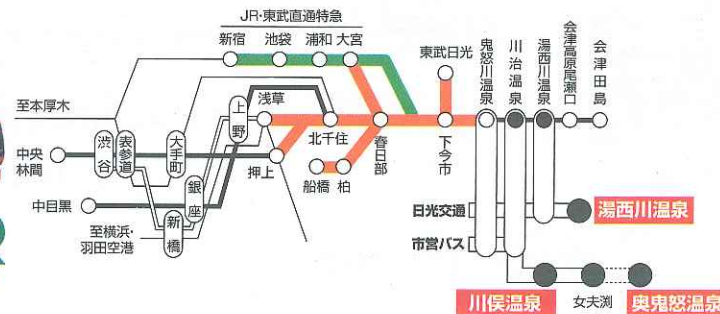 JR・東武直通特急
新宿 池袋 浦和 大宮
東武日光
鬼怒川温泉
川治温泉
湯西川温泉
会津高原尾瀬口
会津田島
至本厚木
上野
浅草
北千住
春日部
下今市
渋谷
表参道
大手町
中央
林間
押上
船橋 柏
銀座
中目黒
新橋
至横浜・
羽田空港
日光交通
湯西川温泉
市営バス
川俣温泉
女夫渕
奥鬼怒温泉